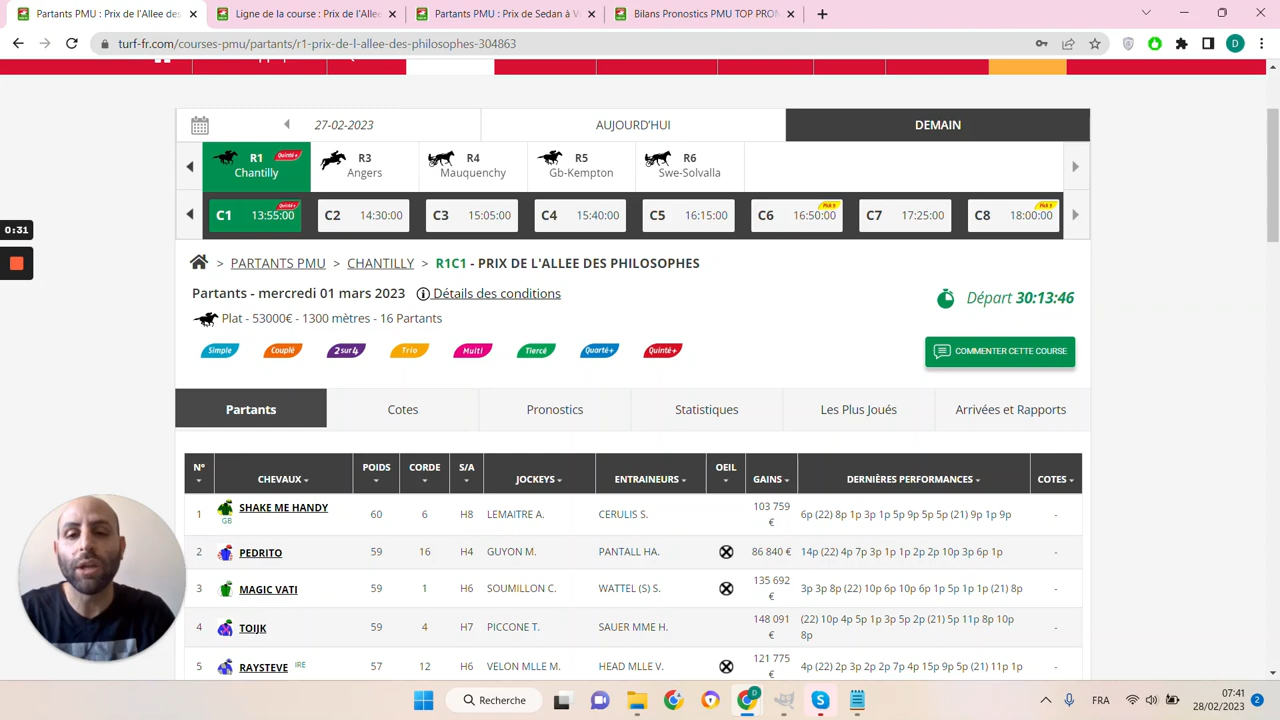 Partants PMU : Prix de l'Allee des
Ligne de la course : Prix de l'Allee
Partants PMU : Prix de Sedan à V
Bilans Pronostics PMU TOP PRON
turf-fr.com/courses-pmu/partants/r1-prix-de-l-allee-des-philosophes-304863
D
27-02-2023
AUJOURD'HUI
DEMAIN
R1 Quinté+
Chantilly
R3
Angers
R4
Mauquenchy
R5
Gb-Kempton
R6
Swe-Solvalla
C1 13:55:00 Quinté+
C2 14:30:00
C3 15:05:00
C4 15:40:00
C5 16:15:00
C6 16:50:00 Pick 5
C7 17:25:00
C8 18:00:00 Pick 5
0:31
> PARTANTS PMU > CHANTILLY > R1C1 - PRIX DE L'ALLEE DES PHILOSOPHES
Partants - mercredi 01 mars 2023 Détails des conditions
Départ 30:13:46
Plat - 53000€ - 1300 mètres - 16 Partants
Simple Couplé 2sur4 Trio Multi Tiercé Quarté+ Quinté+
COMMENTER CETTE COURSE
Partants Cotes Pronostics Statistiques Les Plus Joués Arrivées et Rapports
N° CHEVAUX POIDS CORDE S/A JOCKEYS ENTRAINEURS OEIL GAINS DERNIÈRES PERFORMANCES COTES
1 SHAKE ME HANDY GB 60 6 H8 LEMAITRE A. CERULIS S. 103 759 € 6p (22) 8p 1p 3p 1p 5p 9p 5p 5p (21) 9p 1p 9p -
2 PEDRITO 59 16 H4 GUYON M. PANTALL HA. 86 840 € 14p (22) 4p 7p 3p 1p 1p 2p 2p 10p 3p 6p 1p -
3 MAGIC VATI 59 1 H6 SOUMILLON C. WATTEL (S) S. 135 692 € 3p 3p 8p (22) 10p 6p 10p 6p 1p 5p 1p 1p (21) 8p -
4 TOIJK 59 4 H7 PICCONE T. SAUER MME H. 148 091 € (22) 10p 4p 5p 1p 3p 5p 2p (21) 5p 11p 8p 10p 8p -
5 RAYSTEVE IRE 57 12 H6 VELON MLLE M. HEAD MLLE V. 121 775 € 4p (22) 2p 3p 2p 2p 7p 4p 15p 9p 5p (21) 11p 1p -
Recherche
D
FRA
07:41
28/02/2023
2